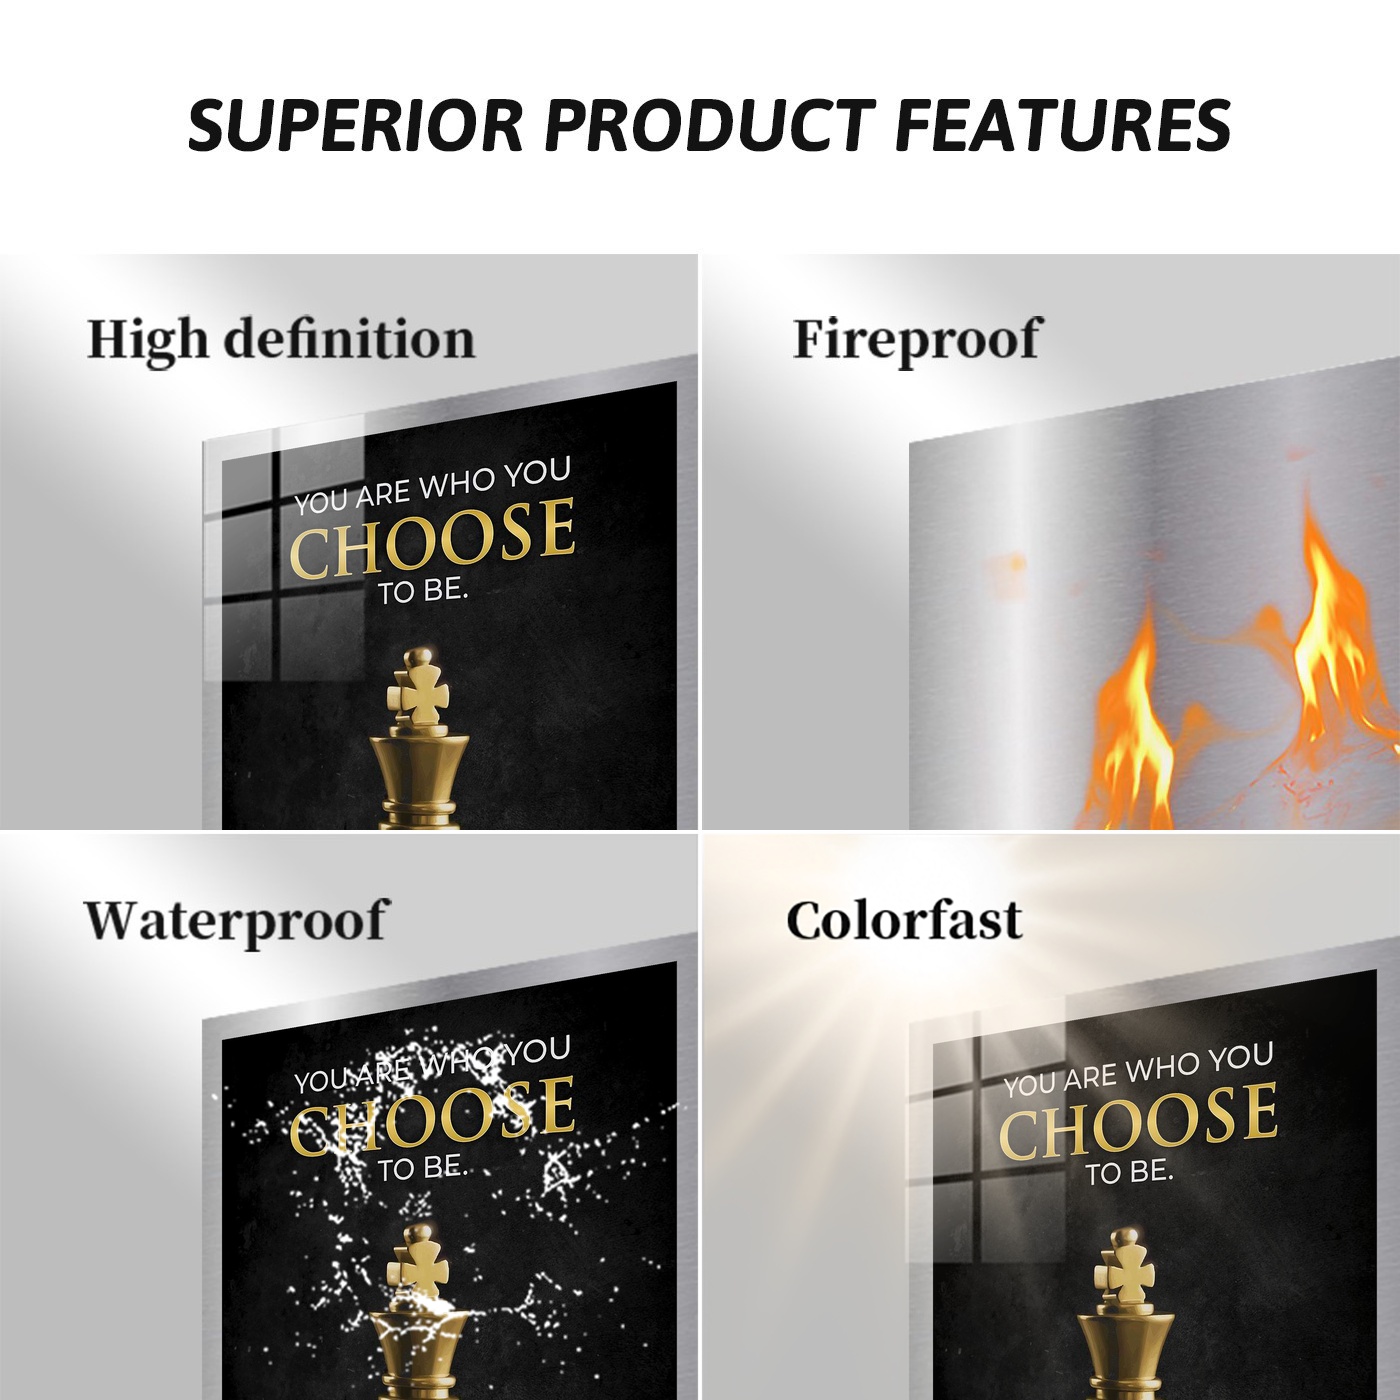 SUPERIOR PRODUCT FEATURES
High definition
YOU ARE WHO YOU
CHOOSE
TO BE.
Fireproof
Waterproof
YOU ARE WHO YOU
CHOOSE
TO BE.
Colorfast
YOU ARE WHO YOU
CHOOSE
TO BE.